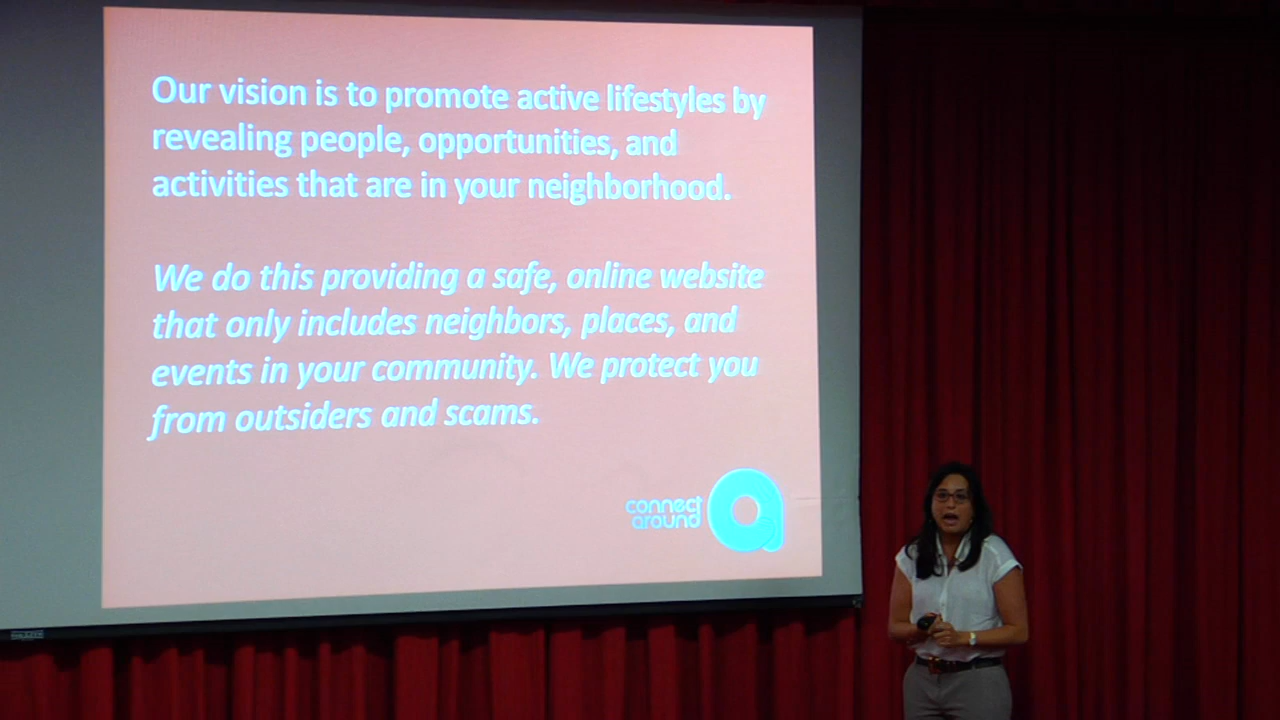 Our vision is to promote active lifestyles by
revealing people, opportunities, and
activities that are in your neighborhood.
We do this providing a safe, online website
that only includes neighbors, places, and
events in your community. We protect you
from outsiders and scams.
connect
around